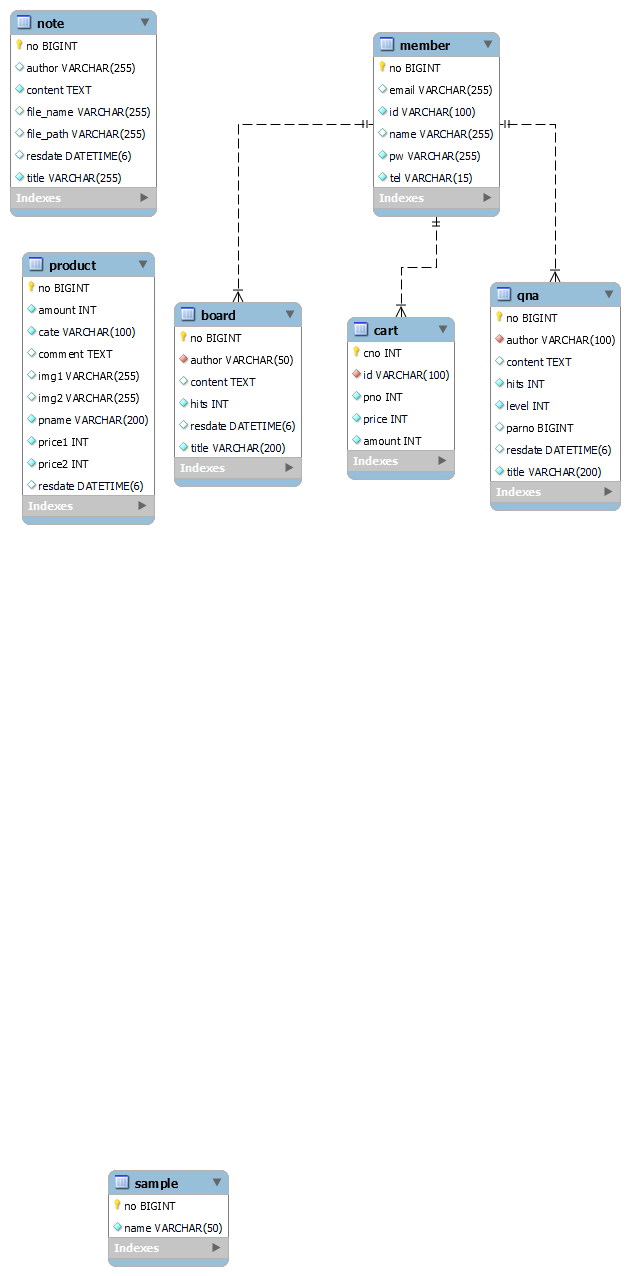 note
no BIGINT
author VARCHAR(255)
content TEXT
file_name VARCHAR(255)
file_path VARCHAR(255)
resdate DATETIME(6)
title VARCHAR(255)
Indexes
member
no BIGINT
email VARCHAR(255)
id VARCHAR(100)
name VARCHAR(255)
pw VARCHAR(255)
tel VARCHAR(15)
Indexes
product
no BIGINT
amount INT
cate VARCHAR(100)
comment TEXT
img1 VARCHAR(255)
img2 VARCHAR(255)
pname VARCHAR(200)
price1 INT
price2 INT
resdate DATETIME(6)
Indexes
board
no BIGINT
author VARCHAR(50)
content TEXT
hits INT
resdate DATETIME(6)
title VARCHAR(200)
Indexes
cart
cno INT
id VARCHAR(100)
pno INT
price INT
amount INT
Indexes
qna
no BIGINT
author VARCHAR(100)
content TEXT
hits INT
level INT
parno BIGINT
resdate DATETIME(6)
title VARCHAR(200)
Indexes
sample
no BIGINT
name VARCHAR(50)
Indexes